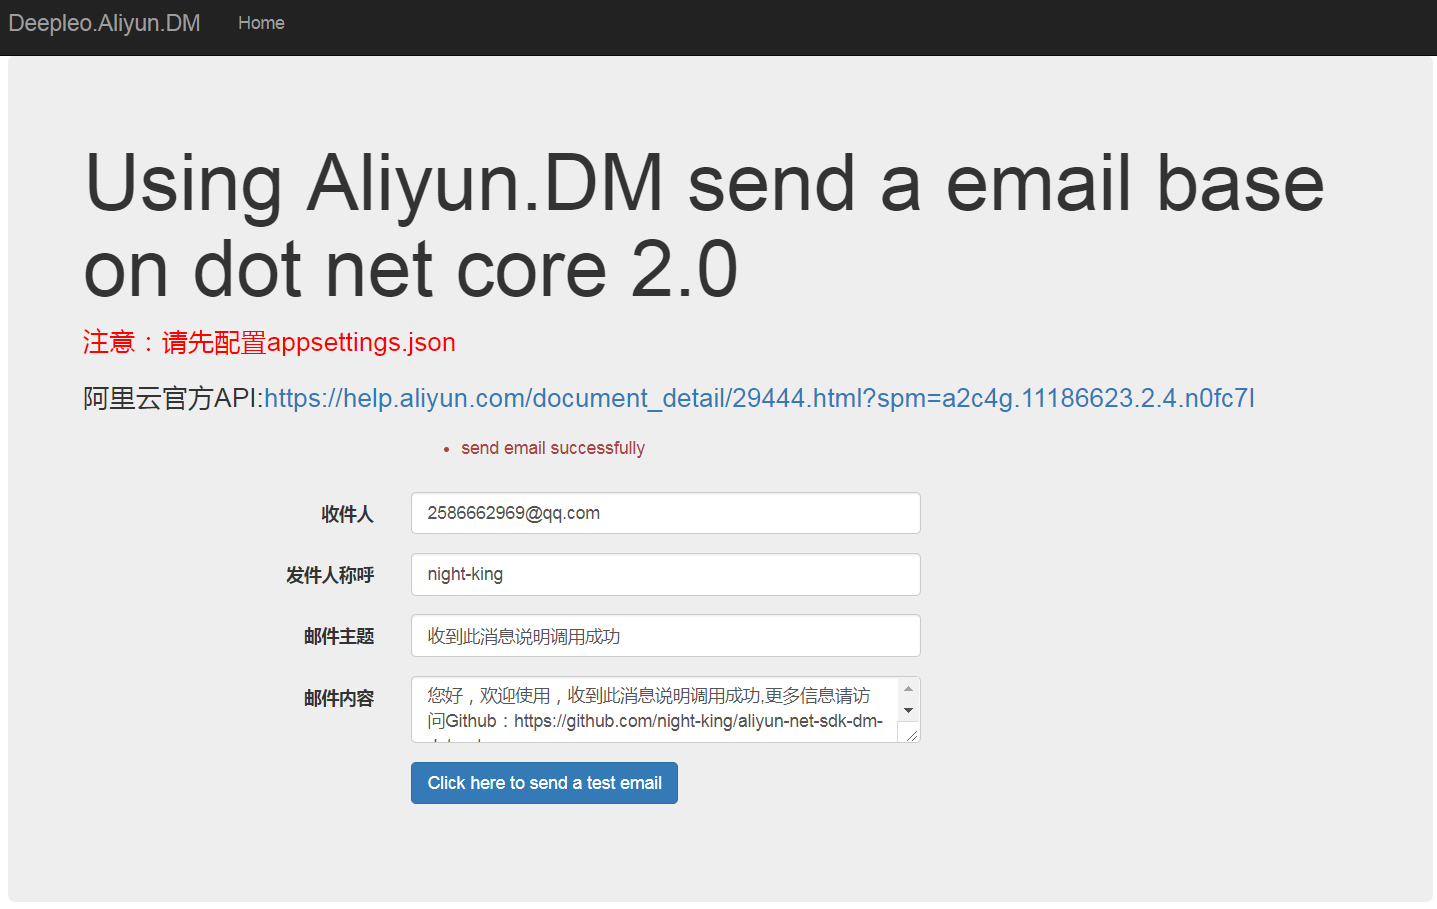 Deepleo.Aliyun.DM Home
Using Aliyun.DM send a email base
on dot net core 2.0
注意：请先配置appsettings.json
阿里云官方API:https://help.aliyun.com/document_detail/29444.html?spm=a2c4g.11186623.2.4.n0fc7l
send email successfully
收件人 2586662969@qq.com
发件人称呼 night-king
邮件主题 收到此消息说明调用成功
邮件内容 您好，欢迎使用，收到此消息说明调用成功,更多信息请访
问Github：https://github.com/night-king/aliyun-net-sdk-dm-
Click here to send a test email